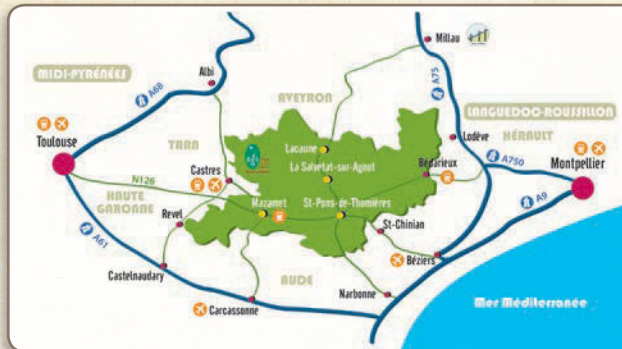 Millau
MIDI-PYRÉNÉES
Albi
A68
A75
AVEYRON
LANGUEDOC-ROUSSILLON
Toulouse
TARN
Lacaune
Lodève
HÉRAULT
La Salvetat-sur-Agout
Bédarieux
A750
Montpellier
Castres
N126
A9
HAUTE
GARONNE
Mazamet
St-Pons-de-Thomières
Revel
St-Chinian
A61
Béziers
Castelnaudary
AUDE
Narbonne
Carcassonne
Mer Méditerranée